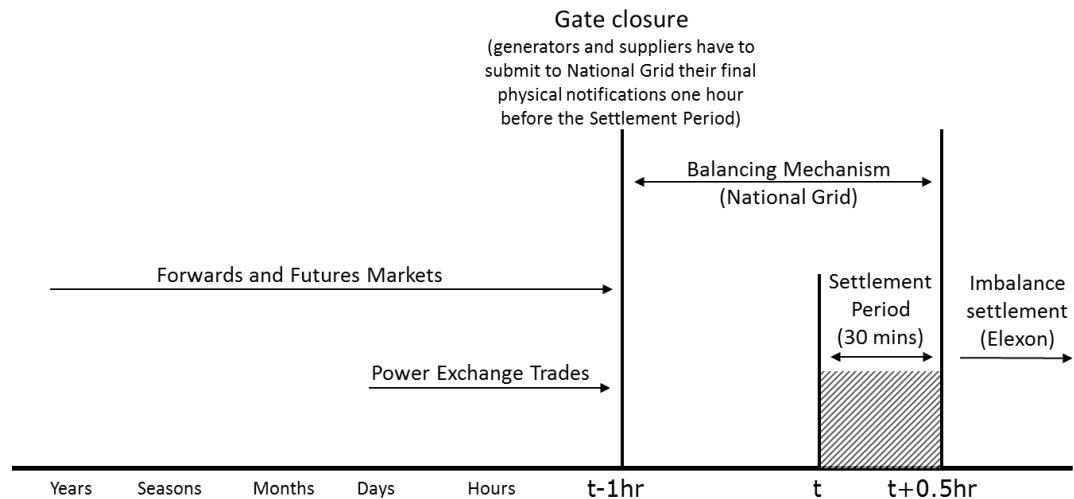 Gate closure
(generators and suppliers have to
submit to National Grid their final
physical notifications one hour
before the Settlement Period)
Balancing Mechanism
(National Grid)
Forwards and Futures Markets
Settlement
Period
(30 mins)
Imbalance
settlement
(Elexon)
Power Exchange Trades
Years Seasons Months Days Hours t-1hr t t+0.5hr